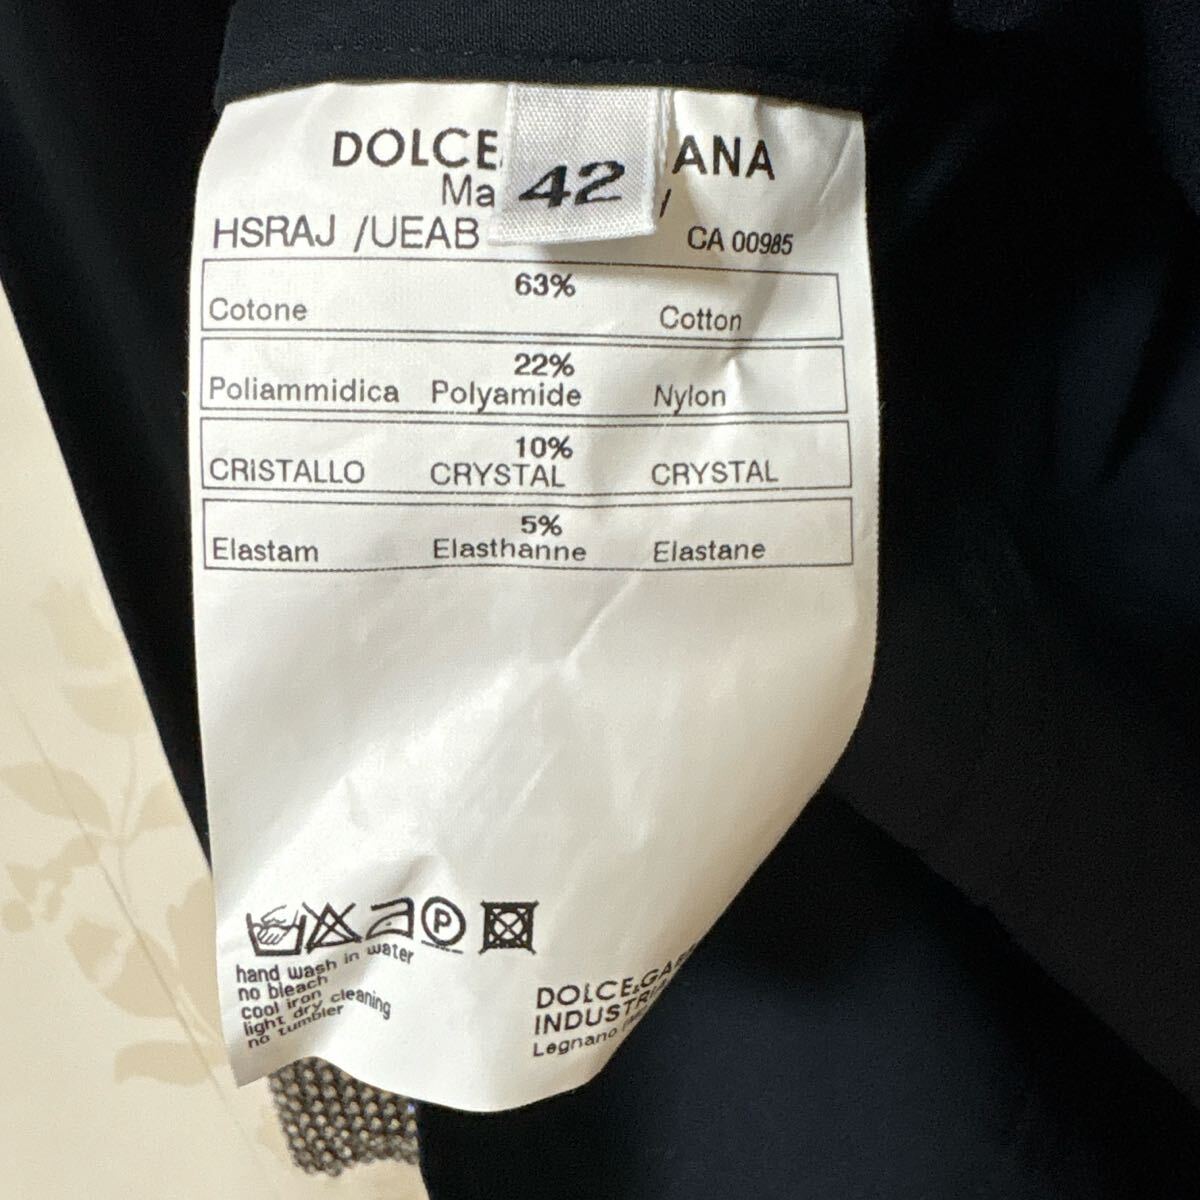 DOLCE ANA
Ma 42 /
HSRAJ /UEAB CA 00985
63%
Cotone Cotton
22%
Poliammidica Polyamide Nylon
10%
CRISTALLO CRYSTAL CRYSTAL
5%
Elastam Elasthanne Elastane
P
hand wash in water
no bleach
cool iron
light dry cleaning
no tumbler
DOLCE&GA
INDUSTRIA
Legnano